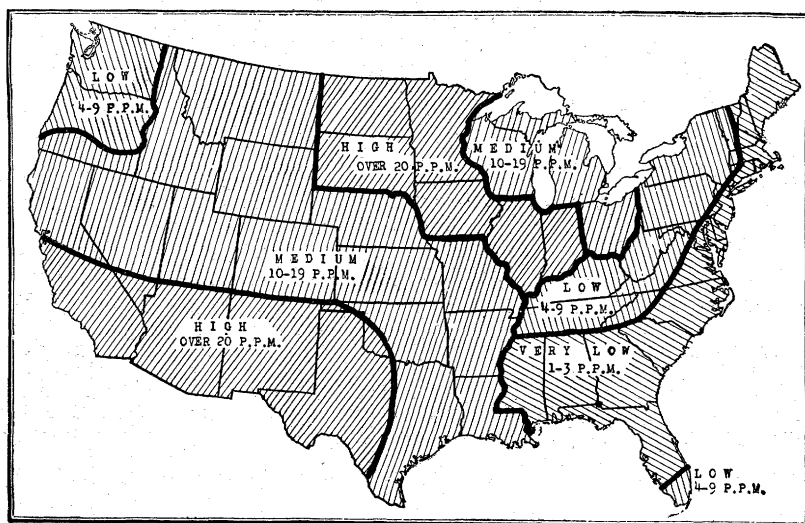 LOW
4-9 P.P.M.
HIGH
OVER 20 P.P.M.
MEDIUM
10-19 P.P.M.
MEDIUM
10-19 P.P.M.
LOW
4-9 P.P.M.
HIGH
OVER 20 P.P.M.
VERY LOW
1-3 P.P.M.
LOW
4-9 P.P.M.